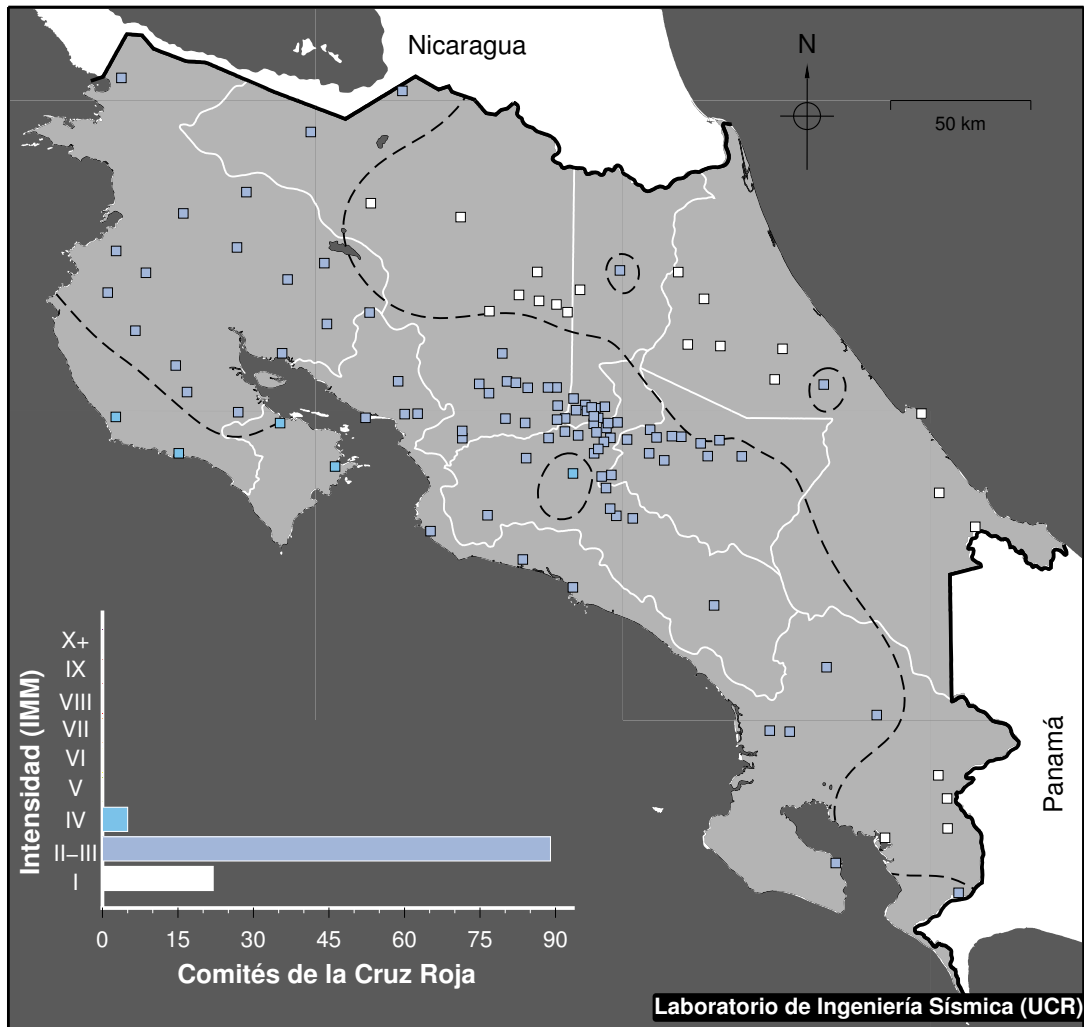 Nicaragua
N
50 km
Panamá
Intensidad (IMM)
X+
IX
VIII
VII
VI
V
IV
II–III
I
0 15 30 45 60 75 90
Comités de la Cruz Roja
Laboratorio de Ingeniería Sísmica (UCR)